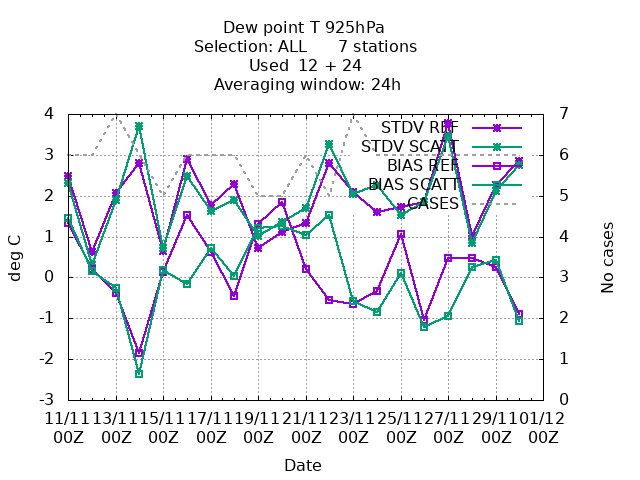 Dew point T 925hPa
Selection: ALL 7 stations
Used 12 + 24
Averaging window: 24h
4 7
STDV REF
STDV SCATT
3 6
BIAS REF
BIAS SCATT
2 5
CASES
1 4
0 3
-1 2
-2 1
-3 0
deg C
No cases
11/11 13/11 15/11 17/11 19/11 21/11 23/11 25/11 27/11 29/11 01/12
00Z 00Z 00Z 00Z 00Z 00Z 00Z 00Z 00Z 00Z 00Z
Date